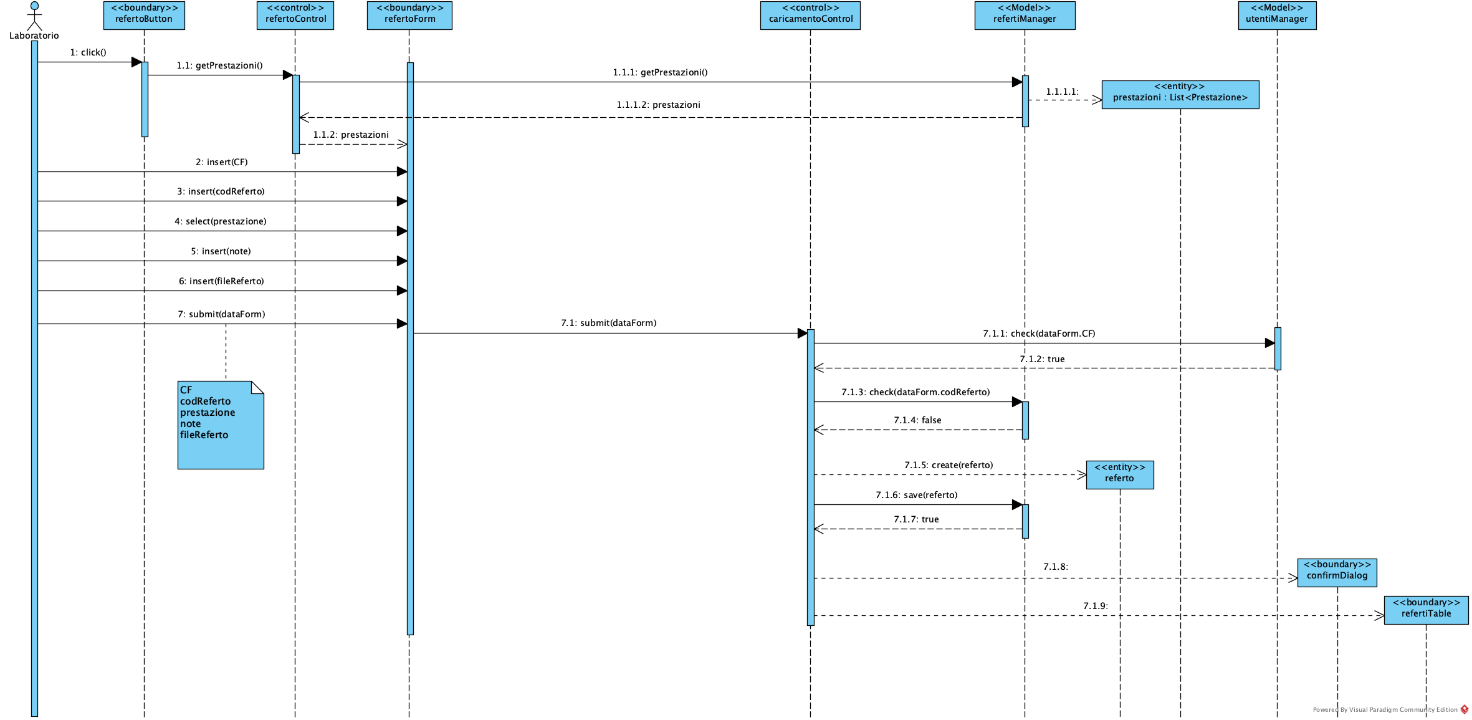 <<boundary>>
refertoButton
<<control>>
refertoControl
<<boundary>>
refertoForm
<<control>>
caricamentoControl
<<Model>>
refertiManager
<<Model>>
utentiManager
Laboratorio
1: click()
1.1: getPrestazioni()
1.1.1: getPrestazioni()
1.1.1.1:
<<entity>>
prestazioni : List<Prestazione>
1.1.1.2: prestazioni
1.1.2: prestazioni
2: insert(CF)
3: insert(codReferto)
4: select(prestazione)
5: insert(note)
6: insert(fileReferto)
7: submit(dataForm)
7.1: submit(dataForm)
7.1.1: check(dataForm.CF)
7.1.2: true
CF
codReferto
prestazione
note
fileReferto
7.1.3: check(dataForm.codReferto)
7.1.4: false
7.1.5: create(referto)
<<entity>>
referto
7.1.6: save(referto)
7.1.7: true
7.1.8:
<<boundary>>
confirmDialog
7.1.9:
<<boundary>>
refertiTable
Powered By Visual Paradigm Community Edition